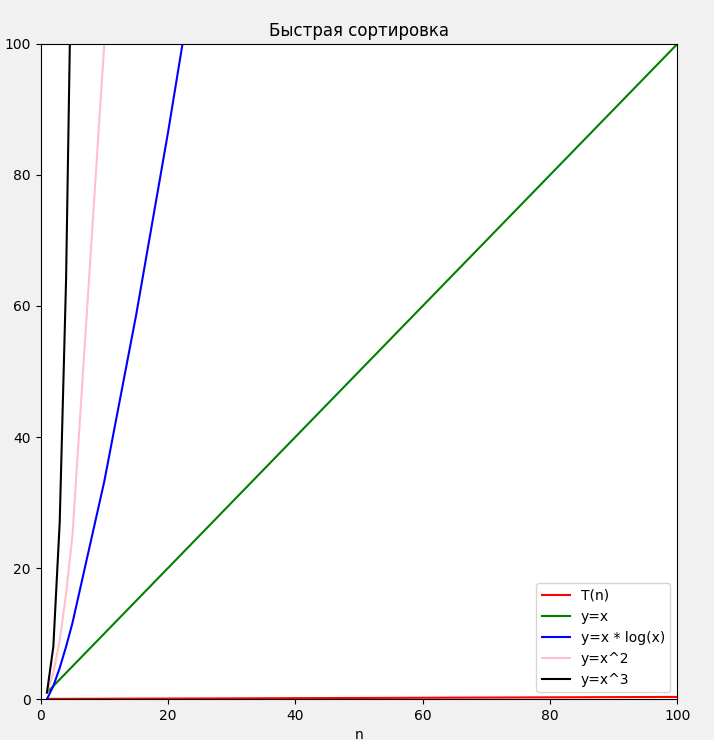 Быстрая сортировка
100
80
60
40
20
0
0 20 40 60 80 100
n
T(n)
y=x
y=x * log(x)
y=x^2
y=x^3